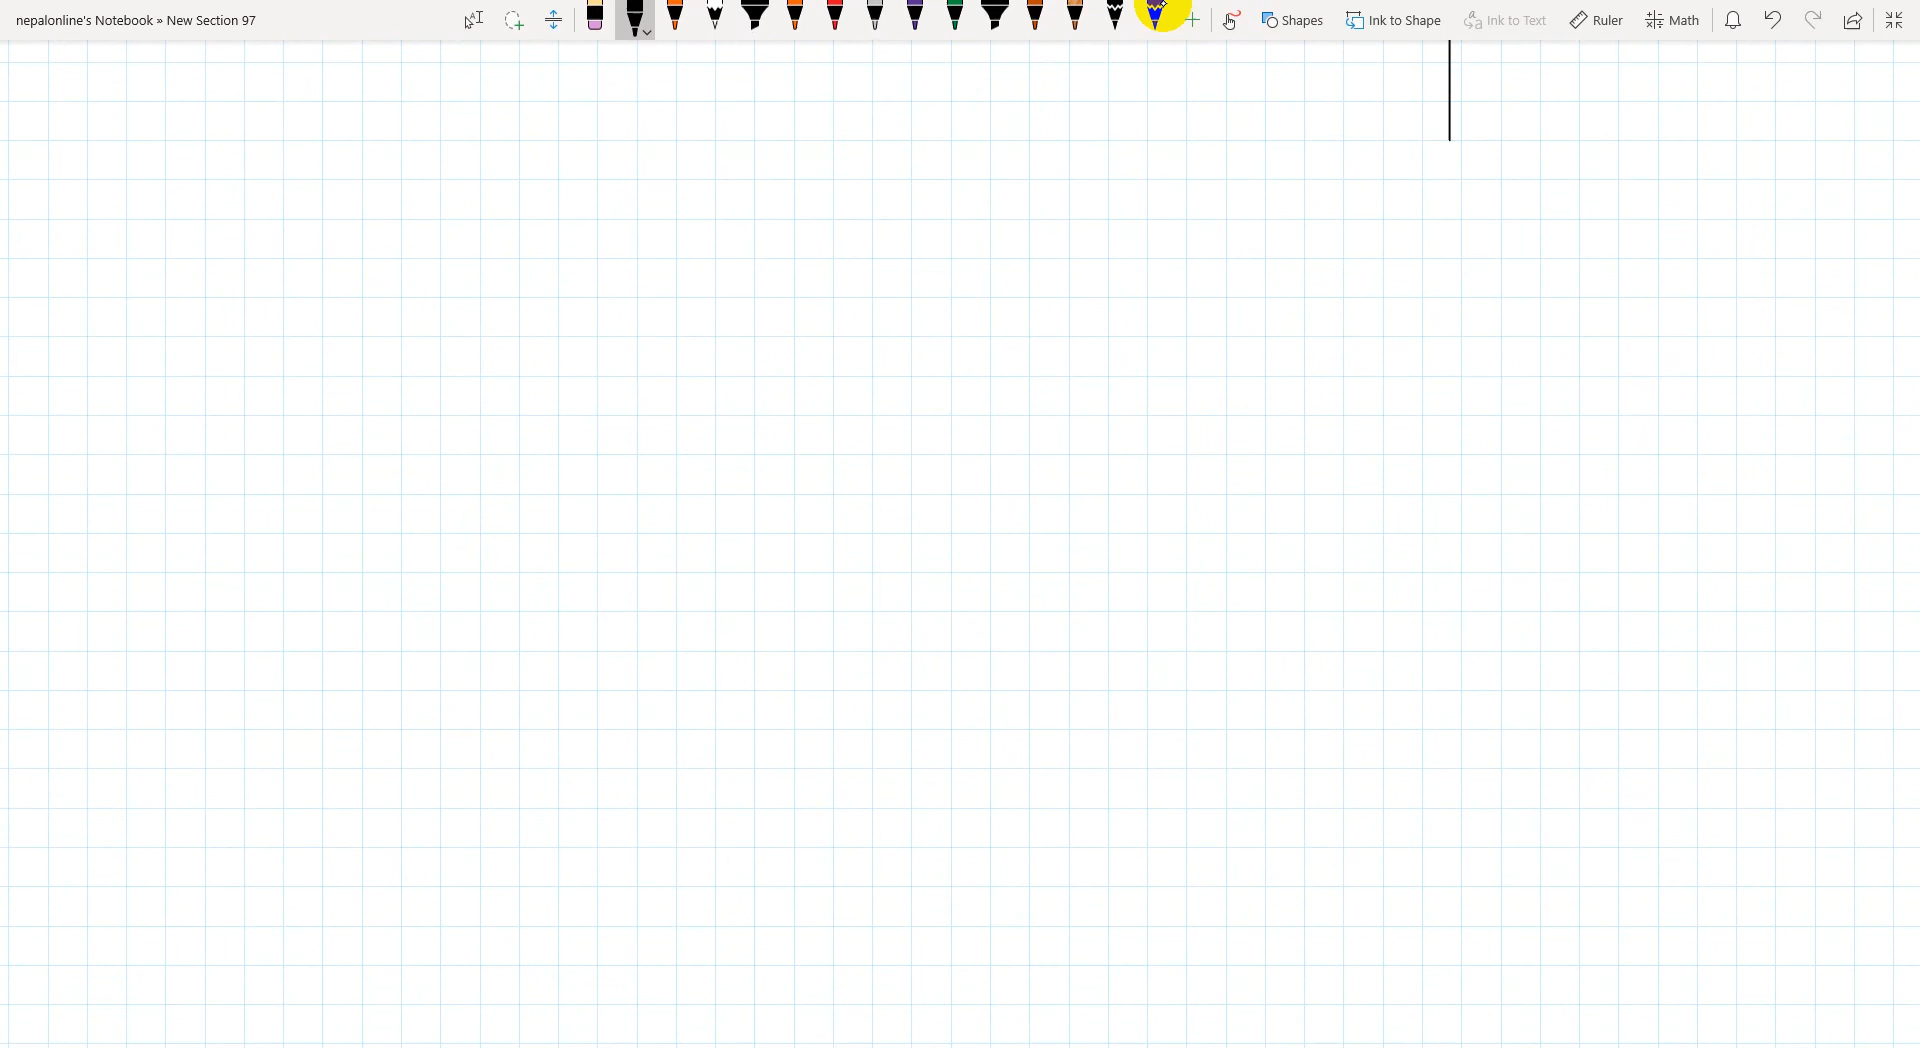 nepalonline's Notebook » New Section 97
Shapes
Ink to Shape
Ink to Text
Ruler
Math